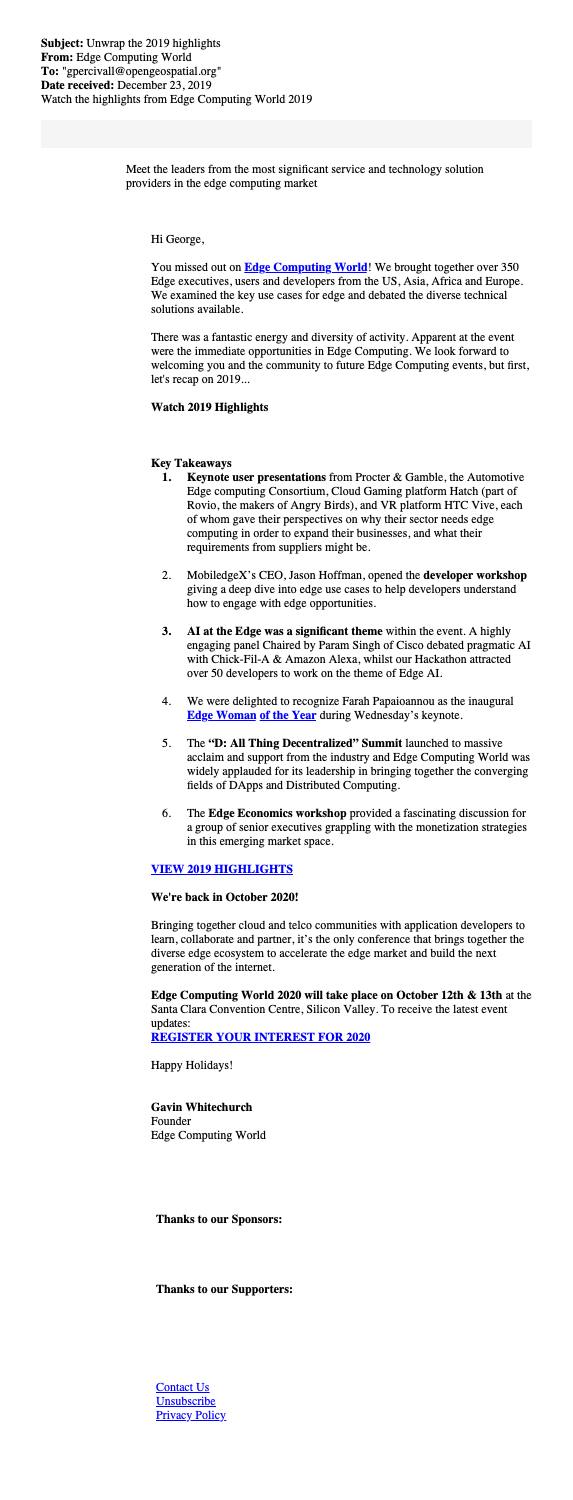 Subject: Unwrap the 2019 highlights
From: Edge Computing World
To: "gpercivall@opengeospatial.org"
Date received: December 23, 2019
Watch the highlights from Edge Computing World 2019
Meet the leaders from the most significant service and technology solution
providers in the edge computing market
Hi George,
You missed out on Edge Computing World! We brought together over 350
Edge executives, users and developers from the US, Asia, Africa and Europe.
We examined the key use cases for edge and debated the diverse technical
solutions available.
There was a fantastic energy and diversity of activity. Apparent at the event
were the immediate opportunities in Edge Computing. We look forward to
welcoming you and the community to future Edge Computing events, but first,
let's recap on 2019...
Watch 2019 Highlights
Key Takeaways
1. Keynote user presentations from Procter & Gamble, the Automotive
Edge computing Consortium, Cloud Gaming platform Hatch (part of
Rovio, the makers of Angry Birds), and VR platform HTC Vive, each
of whom gave their perspectives on why their sector needs edge
computing in order to expand their businesses, and what their
requirements from suppliers might be.
2. MobiledgeX's CEO, Jason Hoffman, opened the developer workshop
giving a deep dive into edge use cases to help developers understand
how to engage with edge opportunities.
3. AI at the Edge was a significant theme within the event. A highly
engaging panel Chaired by Param Singh of Cisco debated pragmatic AI
with Chick-Fil-A & Amazon Alexa, whilst our Hackathon attracted
over 50 developers to work on the theme of Edge AI.
4. We were delighted to recognize Farah Papaioannou as the inaugural
Edge Woman of the Year during Wednesday's keynote.
5. The “D: All Thing Decentralized” Summit launched to massive
acclaim and support from the industry and Edge Computing World was
widely applauded for its leadership in bringing together the converging
fields of DApps and Distributed Computing.
6. The Edge Economics workshop provided a fascinating discussion for
a group of senior executives grappling with the monetization strategies
in this emerging market space.
VIEW 2019 HIGHLIGHTS
We're back in October 2020!
Bringing together cloud and telco communities with application developers to
learn, collaborate and partner, it's the only conference that brings together the
diverse edge ecosystem to accelerate the edge market and build the next
generation of the internet.
Edge Computing World 2020 will take place on October 12th & 13th at the
Santa Clara Convention Centre, Silicon Valley. To receive the latest event
updates:
REGISTER YOUR INTEREST FOR 2020
Happy Holidays!
Gavin Whitechurch
Founder
Edge Computing World
Thanks to our Sponsors:
Thanks to our Supporters:
Contact Us
Unsubscribe
Privacy Policy